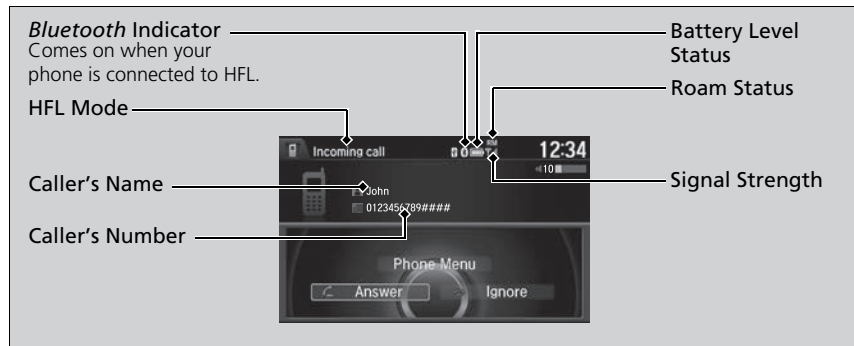 Bluetooth Indicator
Comes on when your
phone is connected to HFL.
HFL Mode
Caller's Name
Caller's Number
Battery Level
Status
Roam Status
Signal Strength
Incoming call
RM
12:34
10
John
0123456789####
Phone Menu
Answer
Ignore